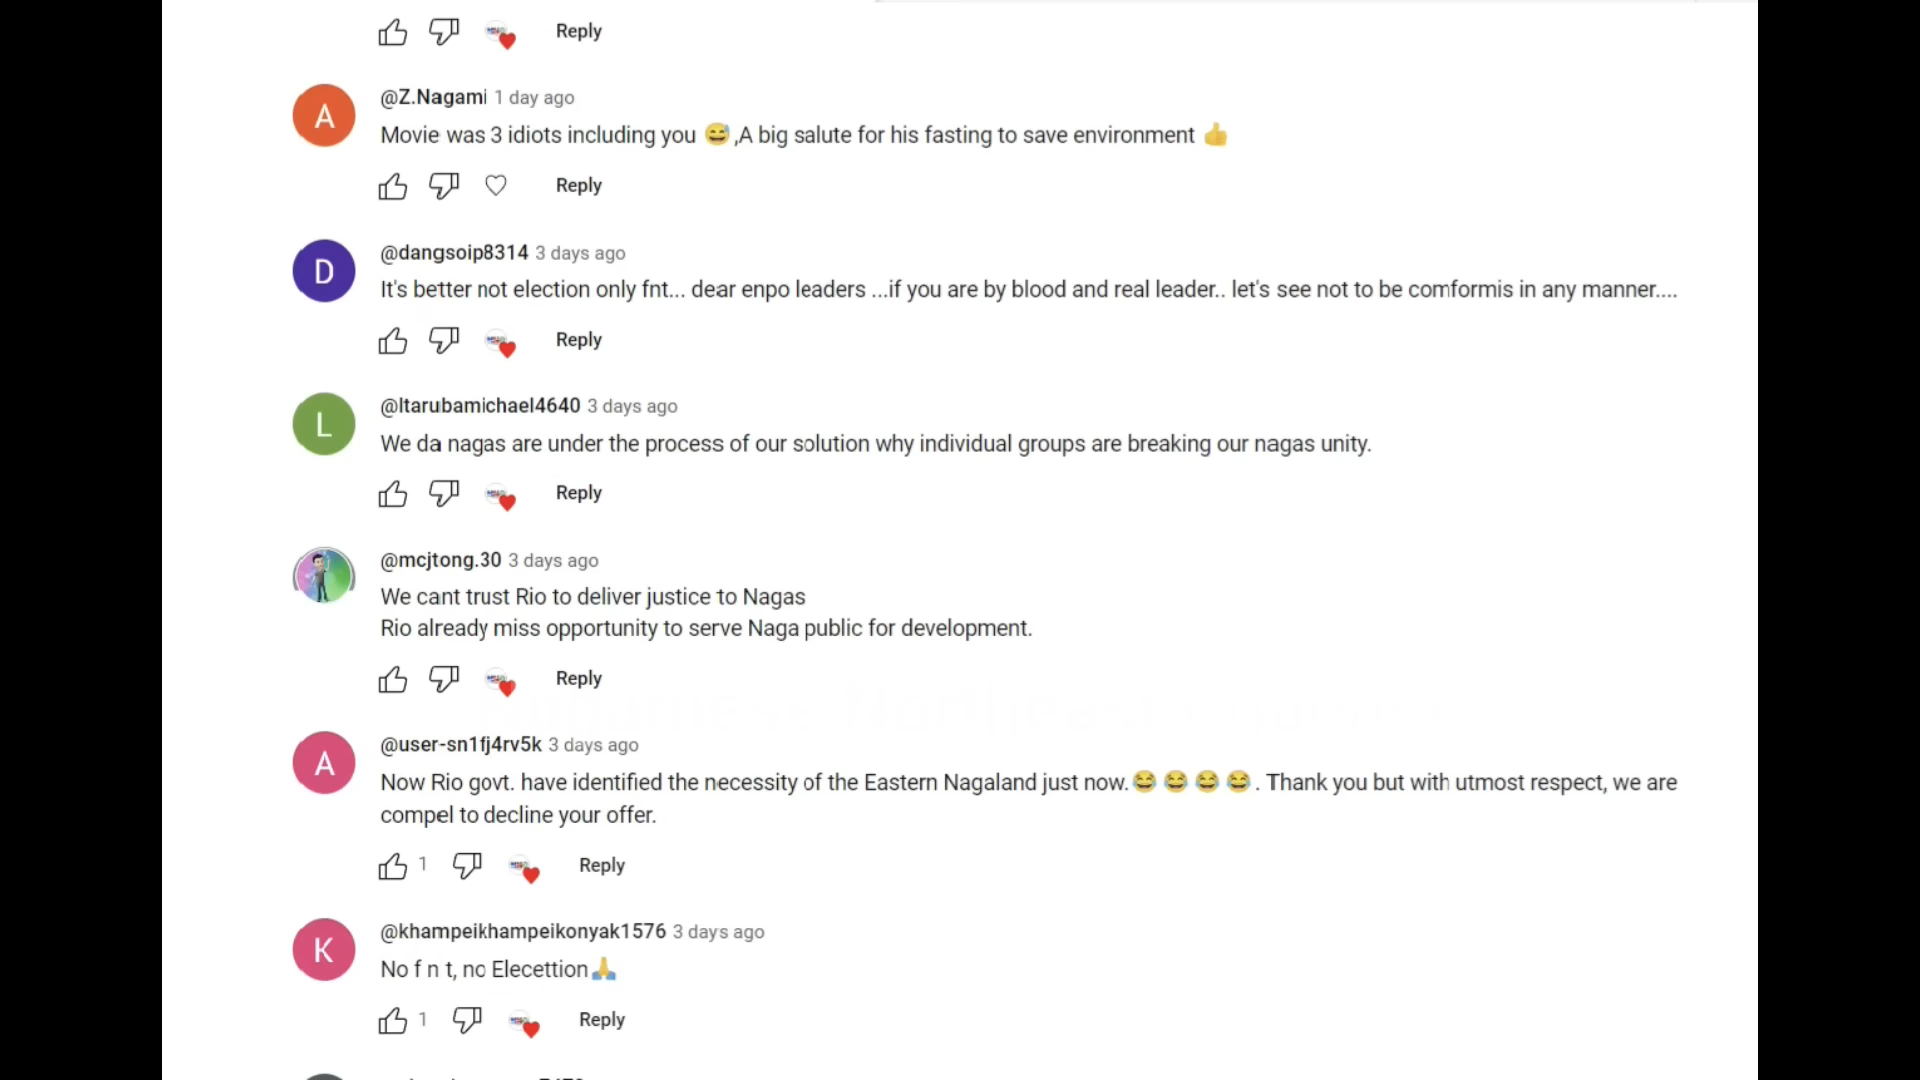 Reply
A
@Z.Nagami 1 day ago
Movie was 3 idiots including you 😅 ,A big salute for his fasting to save environment 👍
Reply
D
@dangsoip8314 3 days ago
It's better not election only fnt... dear enpo leaders ...if you are by blood and real leader.. let's see not to be comformis in any manner....
Reply
L
@ltarubamichael4640 3 days ago
We da nagas are under the process of our solution why individual groups are breaking our nagas unity.
Reply
@mcjtong.30 3 days ago
We cant trust Rio to deliver justice to Nagas
Rio already miss opportunity to serve Naga public for development.
Reply
A
@user-sn1fj4rv5k 3 days ago
Now Rio govt. have identified the necessity of the Eastern Nagaland just now.😂 😂 😂 😂 . Thank you but with utmost respect, we are
compel to decline your offer.
1 Reply
K
@khampeikhampeikonyak1576 3 days ago
No f n t, no Elecettion🙏
1 Reply